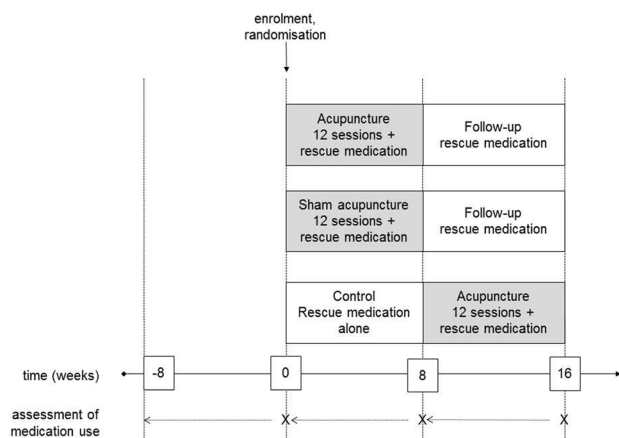 enrolment,
randomisation
Acupuncture
12 sessions +
rescue medication
Follow-up
rescue medication
Sham acupuncture
12 sessions +
rescue medication
Follow-up
rescue medication
Control
Rescue medication
alone
Acupuncture
12 sessions +
rescue medication
time (weeks)
-8
0
8
16
assessment of
medication use
X
X
X